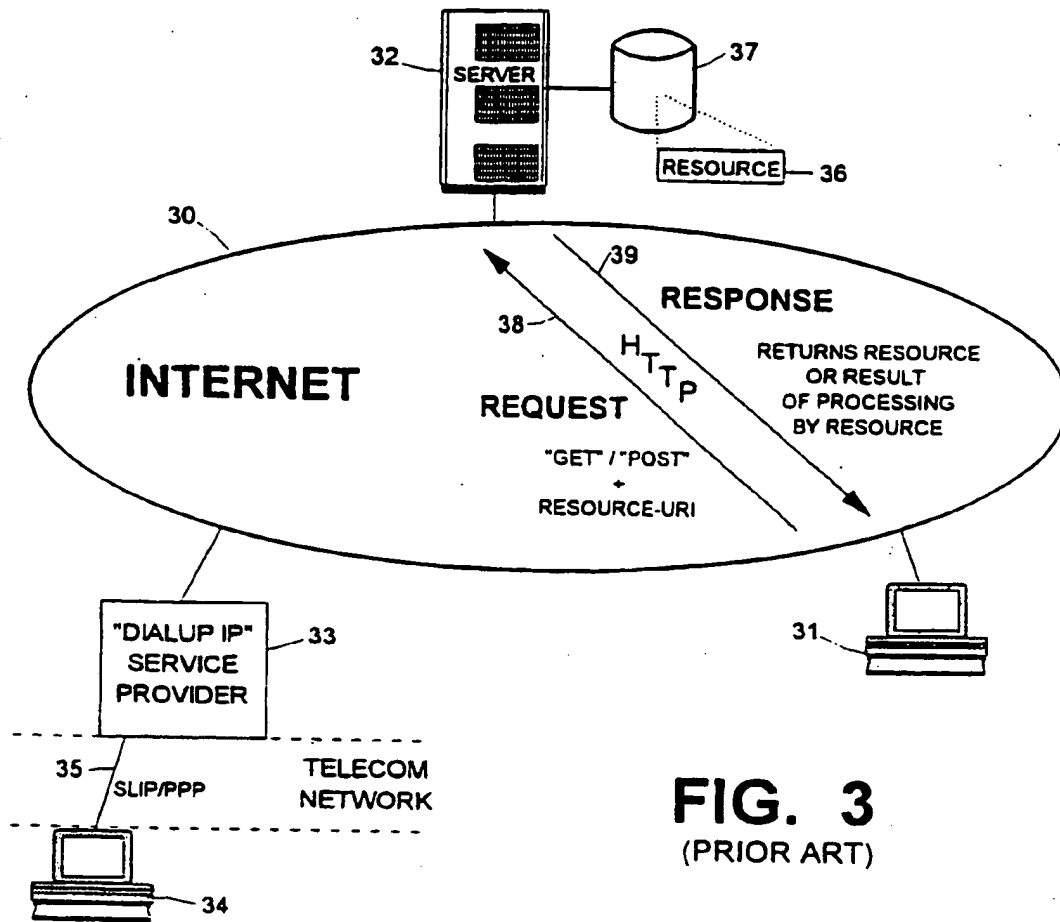 32
SERVER
37
RESOURCE
36
30
39
RESPONSE
38
HTTP
RETURNS RESOURCE
OR RESULT
OF PROCESSING
BY RESOURCE
INTERNET
REQUEST
"GET" / "POST"
+
RESOURCE-URI
"DIALUP IP"
SERVICE
PROVIDER
33
31
35
SLIP/PPP
TELECOM
NETWORK
34
FIG. 3
(PRIOR ART)